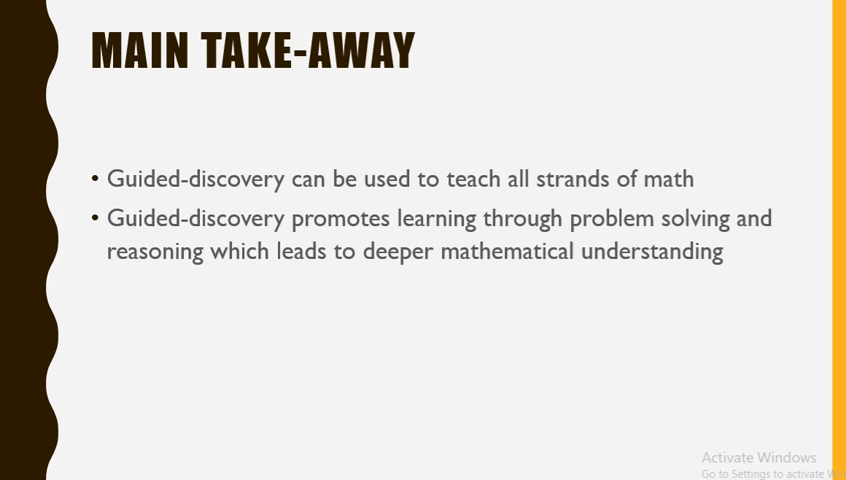 MAIN TAKE-AWAY
• Guided-discovery can be used to teach all strands of math
• Guided-discovery promotes learning through problem solving and
reasoning which leads to deeper mathematical understanding
Activate Windows
Go to Settings to activate